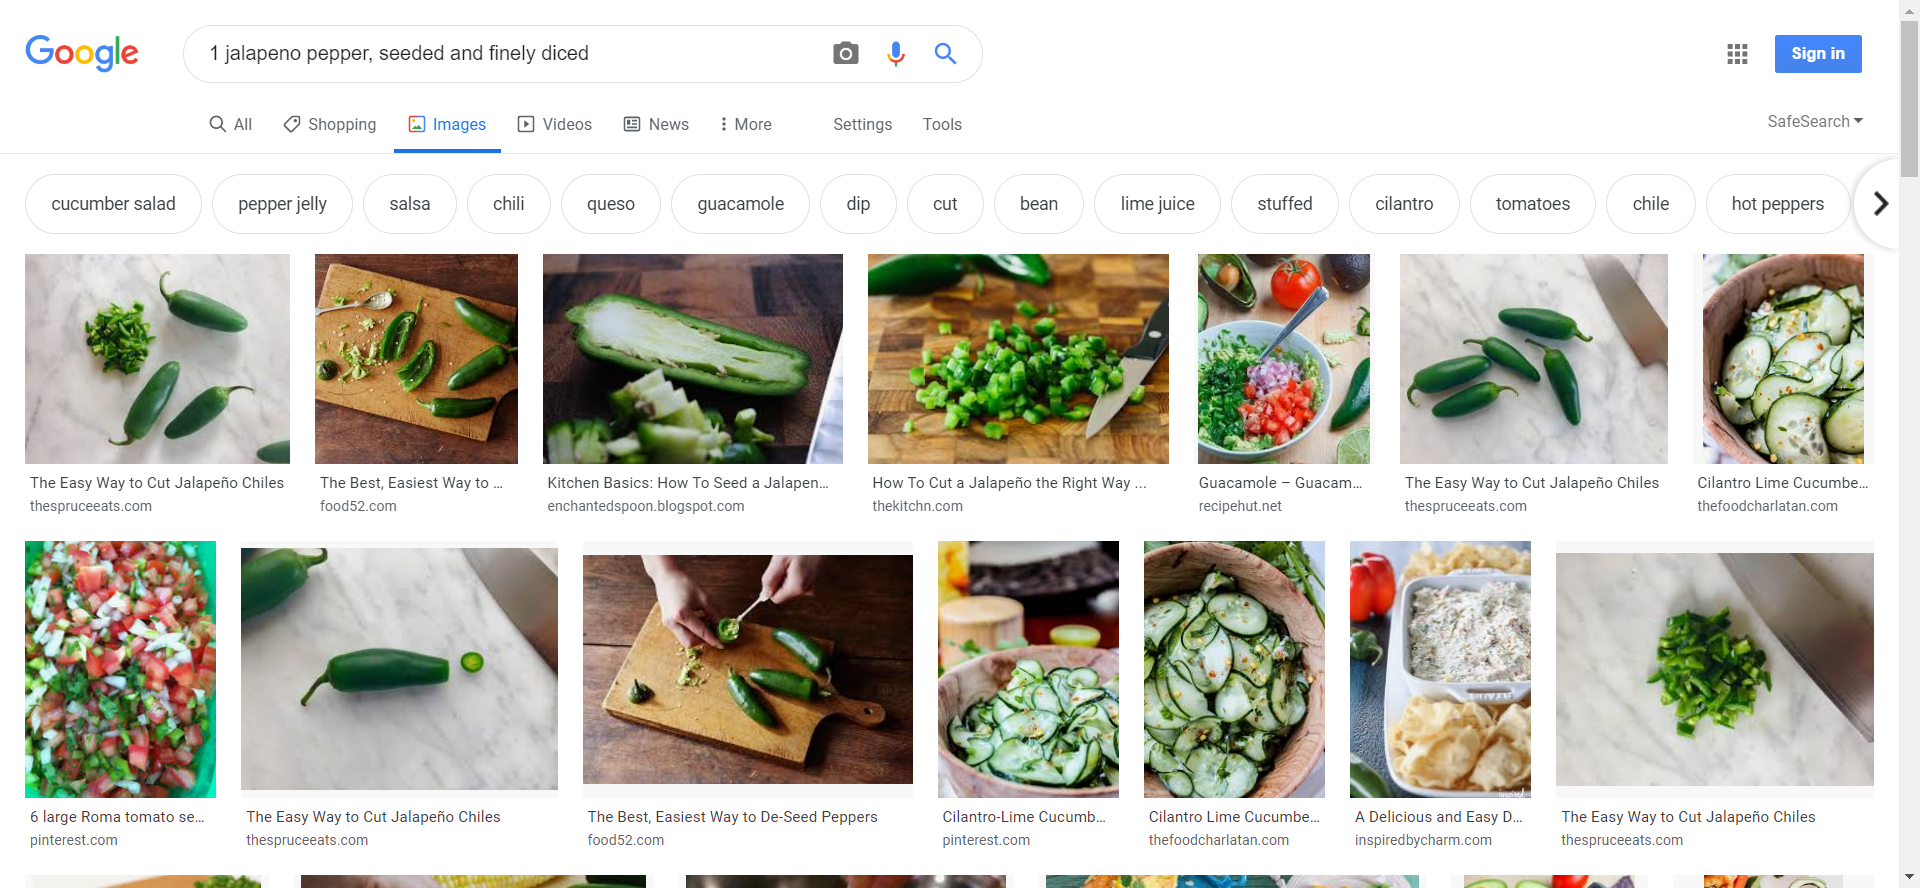 Google
1 jalapeno pepper, seeded and finely diced
Sign in
All
Shopping
Images
Videos
News
More
Settings
Tools
SafeSearch
cucumber salad
pepper jelly
salsa
chili
queso
guacamole
dip
cut
bean
lime juice
stuffed
cilantro
tomatoes
chile
hot peppers
The Easy Way to Cut Jalapeño Chiles
thespruceeats.com
The Best, Easiest Way to ...
food52.com
Kitchen Basics: How To Seed a Jalapen...
enchantedspoon.blogspot.com
How To Cut a Jalapeño the Right Way ...
thekitchn.com
Guacamole – Guacam...
recipehut.net
The Easy Way to Cut Jalapeño Chiles
thespruceeats.com
Cilantro Lime Cucumbe...
thefoodcharlatan.com
6 large Roma tomato se...
pinterest.com
The Easy Way to Cut Jalapeño Chiles
thespruceeats.com
The Best, Easiest Way to De-Seed Peppers
food52.com
Cilantro-Lime Cucumb...
pinterest.com
Cilantro Lime Cucumbe...
thefoodcharlatan.com
A Delicious and Easy D...
inspiredbycharm.com
The Easy Way to Cut Jalapeño Chiles
thespruceeats.com